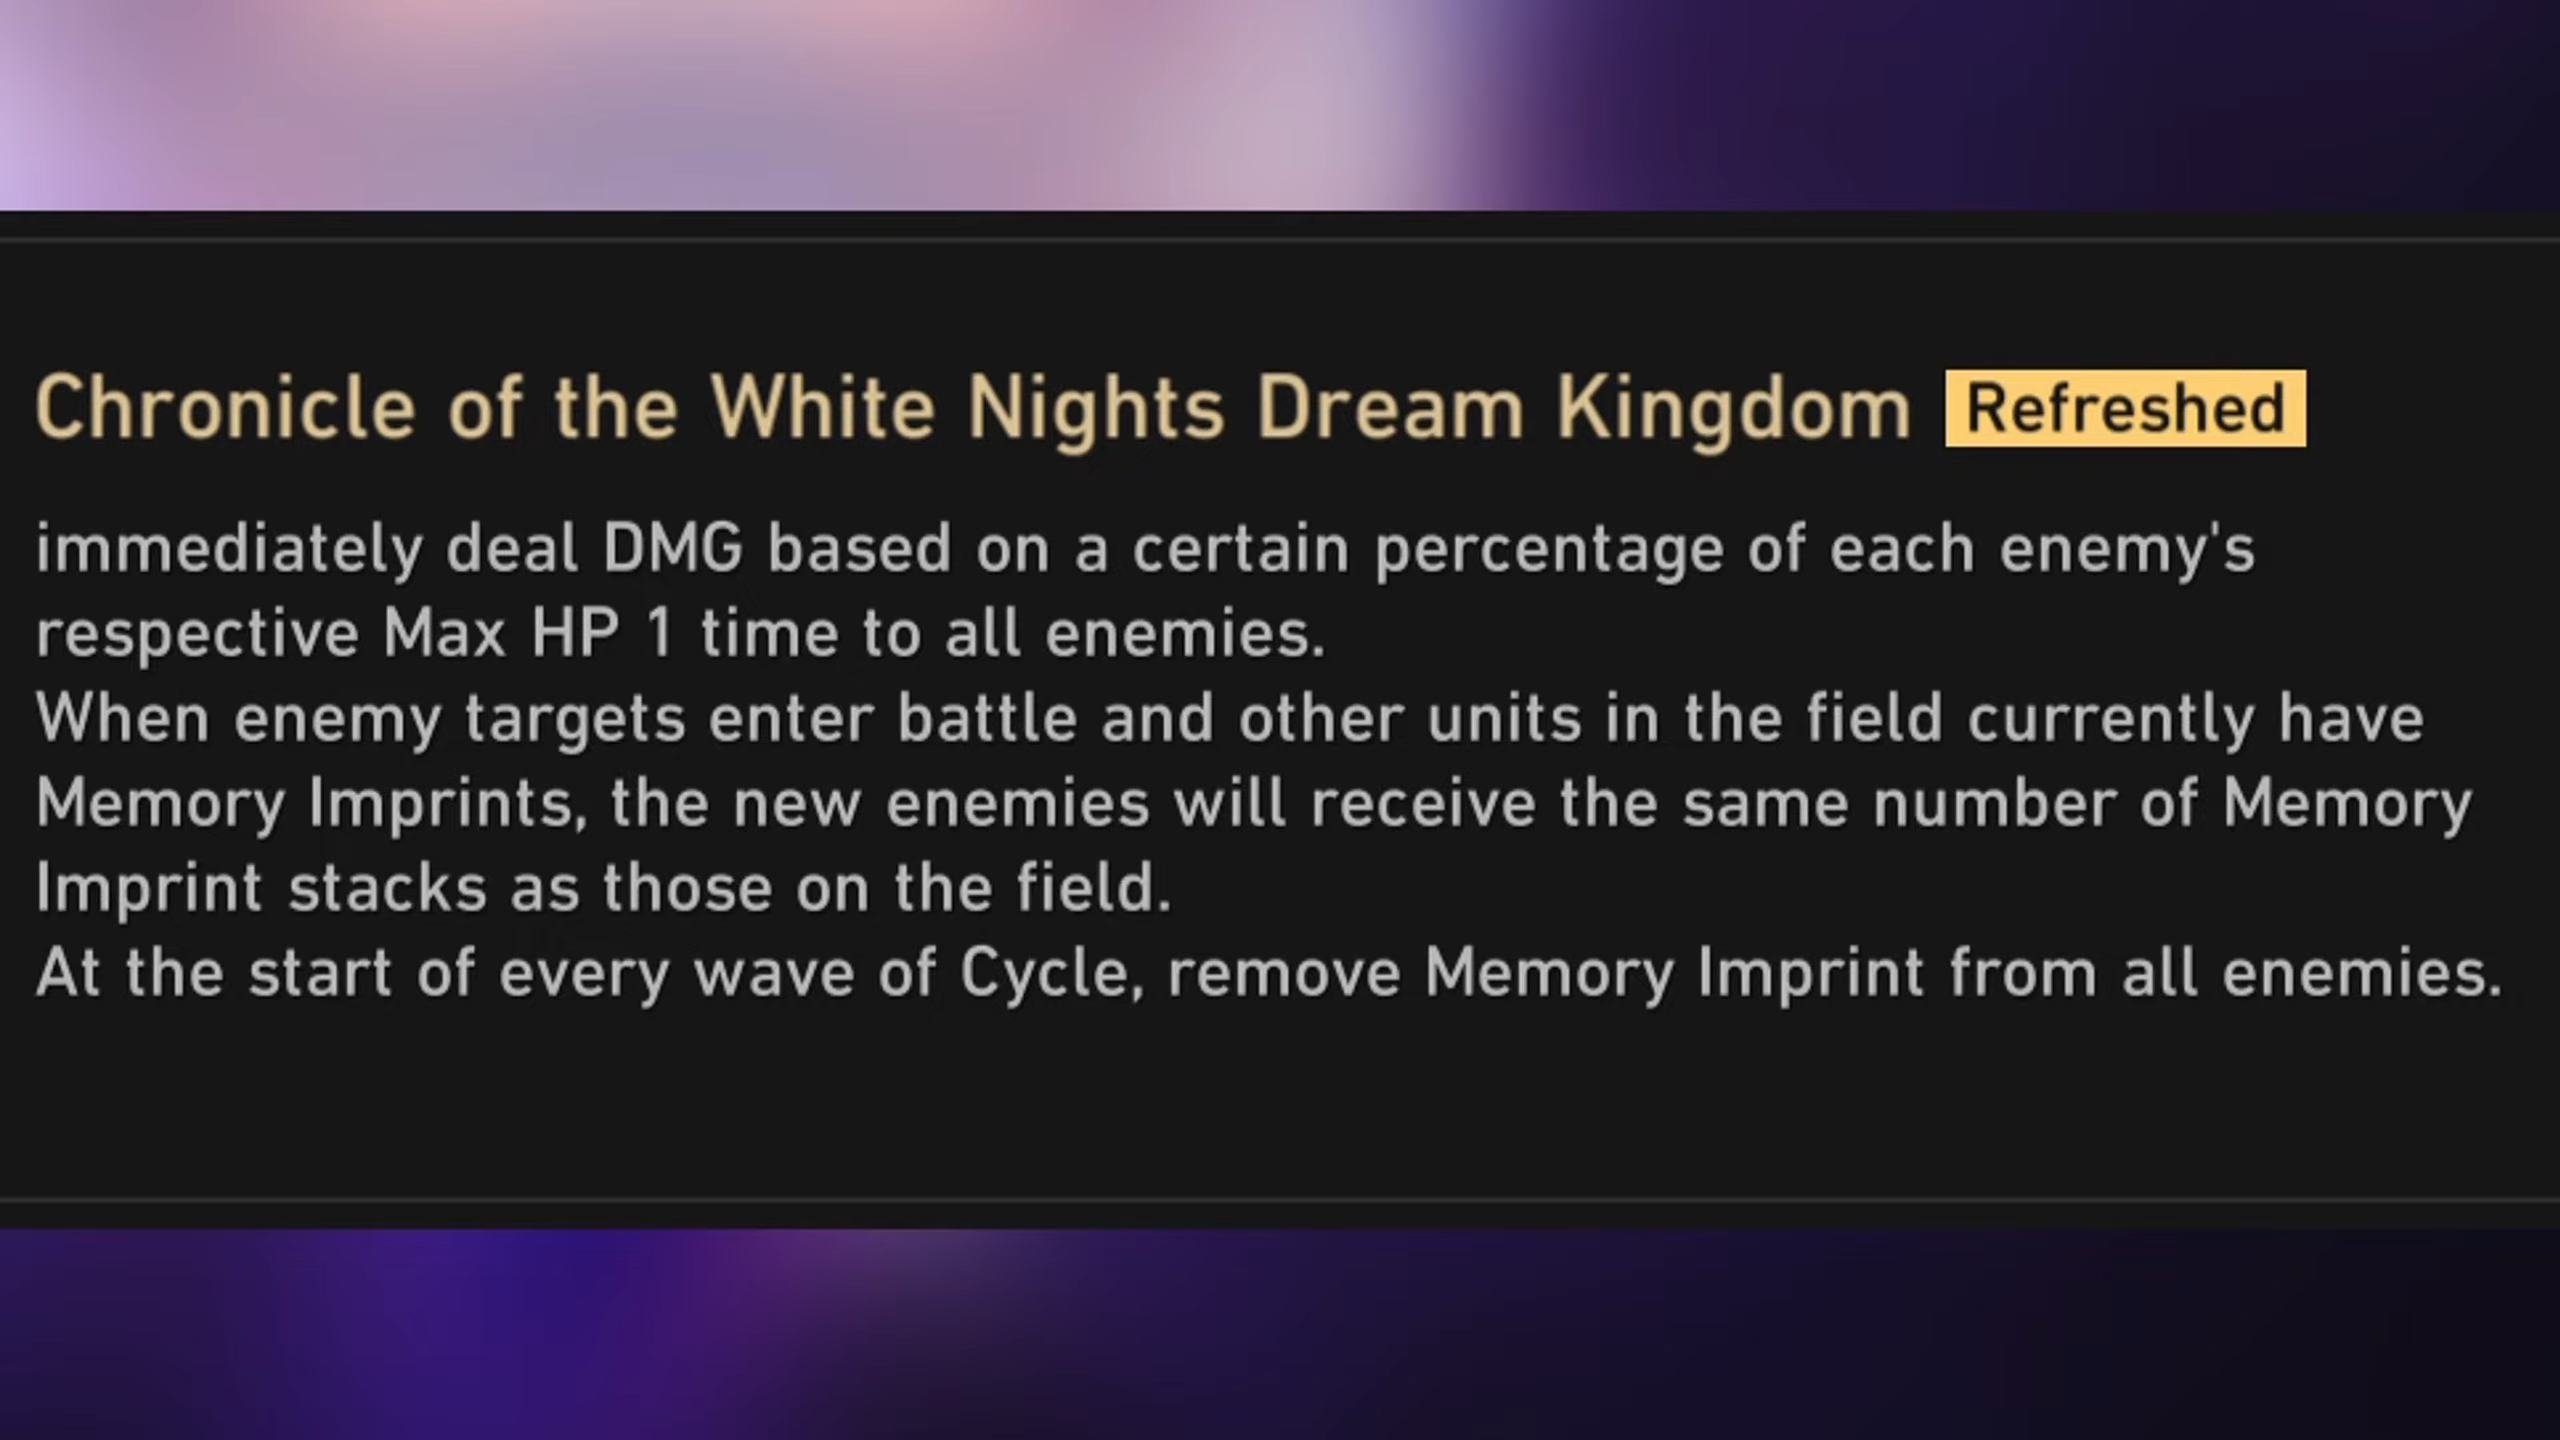 Chronicle of the White Nights Dream Kingdom Refreshed
immediately deal DMG based on a certain percentage of each enemy's
respective Max HP 1 time to all enemies.
When enemy targets enter battle and other units in the field currently have
Memory Imprints, the new enemies will receive the same number of Memory
Imprint stacks as those on the field.
At the start of every wave of Cycle, remove Memory Imprint from all enemies.